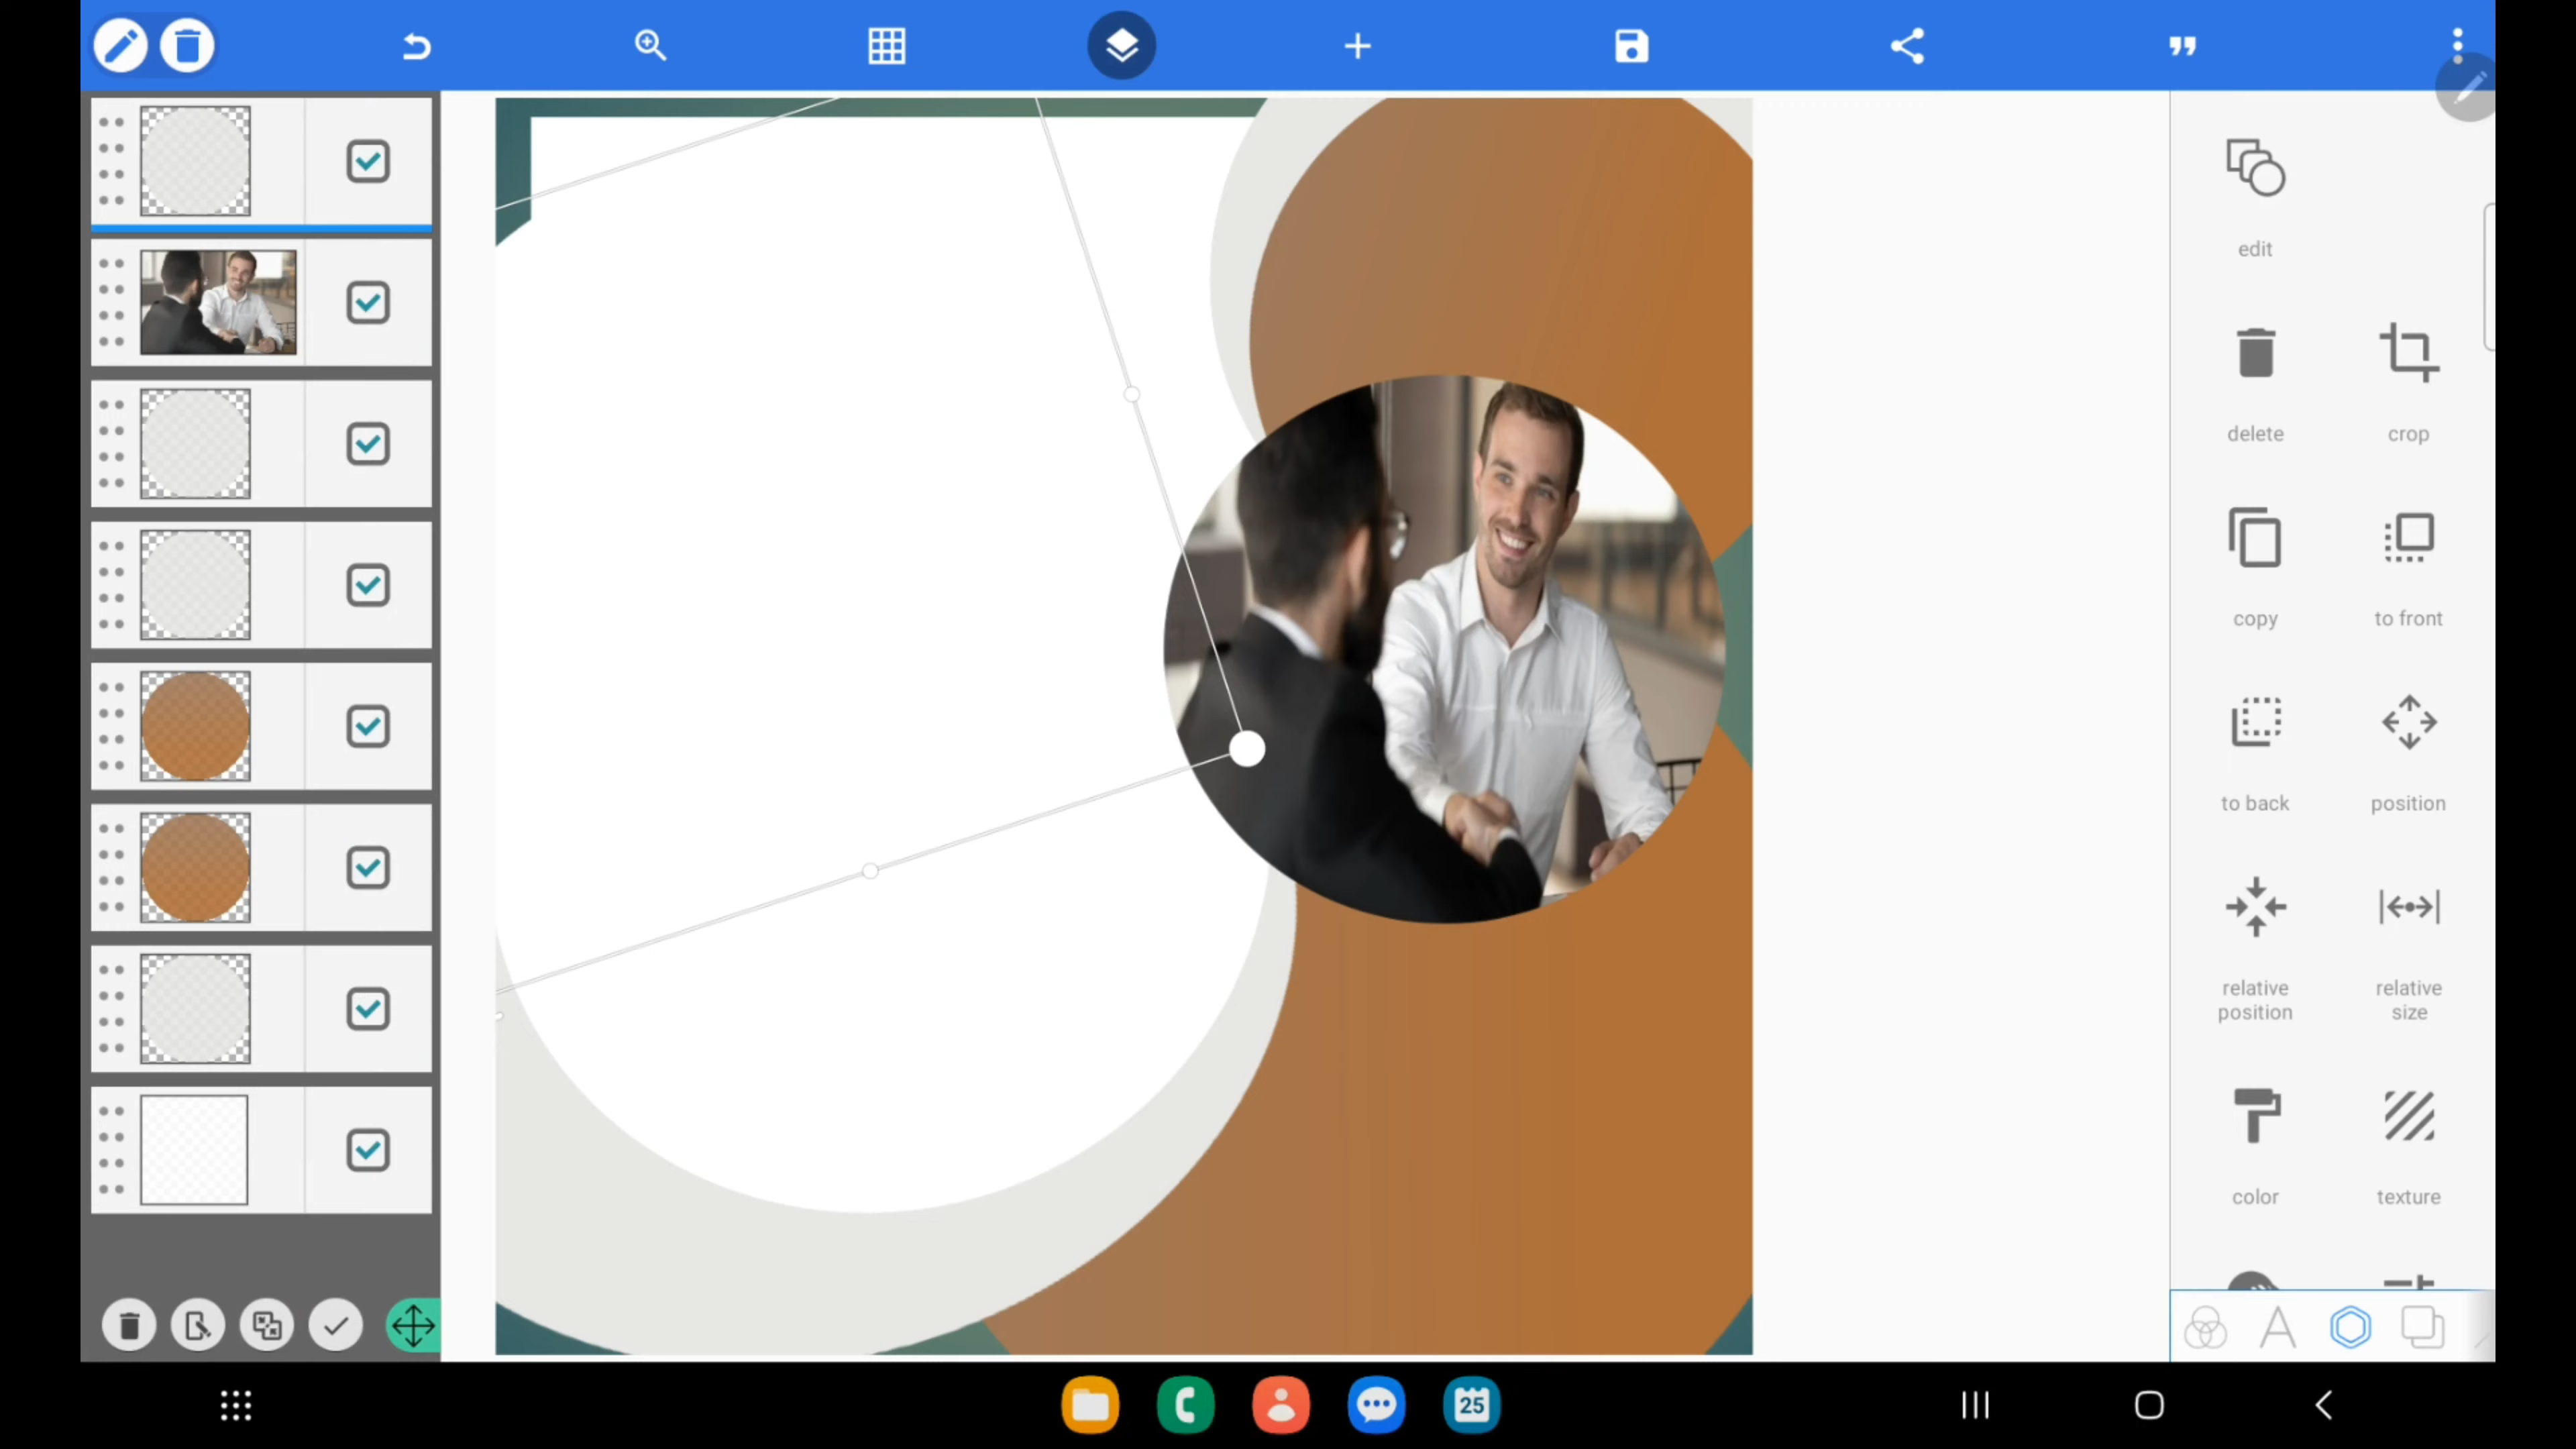 edit
delete
crop
copy
to front
to back
position
relative
position
relative
size
color
texture
25